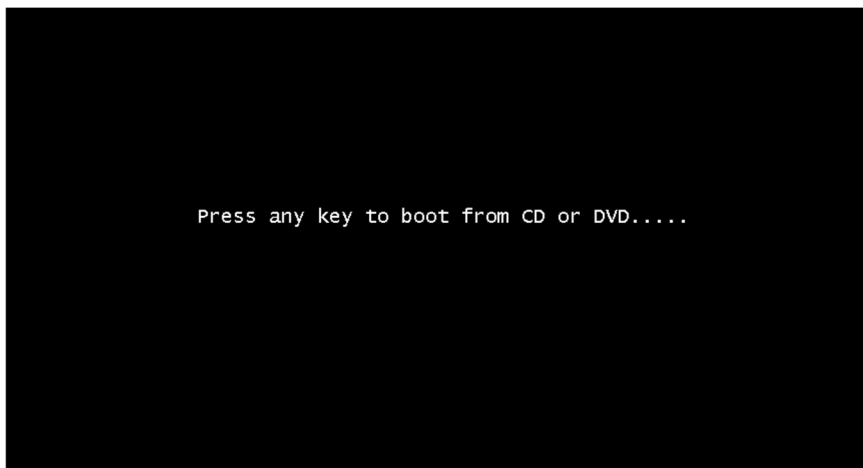 Press any key to boot from CD or DVD.....